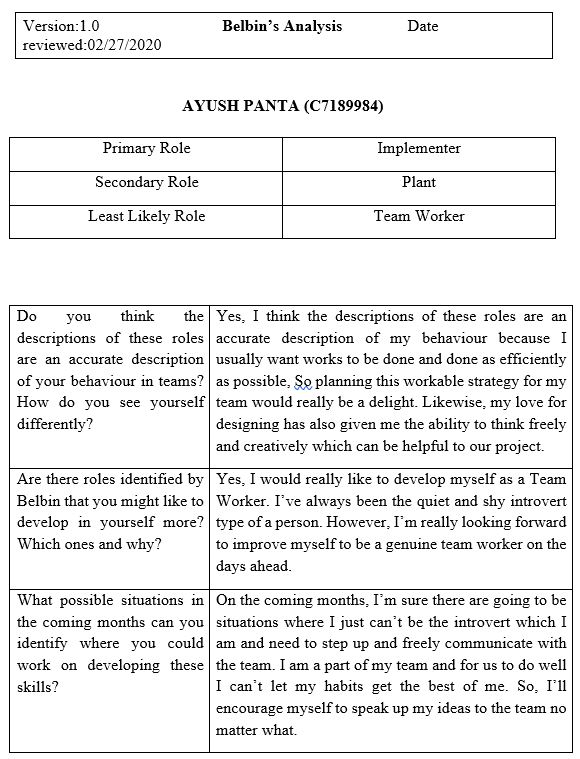 Version:1.0 Belbin's Analysis Date
reviewed:02/27/2020
AYUSH PANTA (C7189984)
Primary Role Implementer
Secondary Role Plant
Least Likely Role Team Worker
Do you think the
descriptions of these roles
are an accurate description
of your behaviour in teams?
How do you see yourself
differently?
Yes, I think the descriptions of these roles are an
accurate description of my behaviour because I
usually want works to be done and done as efficiently
as possible, So planning this workable strategy for my
team would really be a delight. Likewise, my love for
designing has also given me the ability to think freely
and creatively which can be helpful to our project.
Are there roles identified by
Belbin that you might like to
develop in yourself more?
Which ones and why?
Yes, I would really like to develop myself as a Team
Worker. I've always been the quiet and shy introvert
type of a person. However, I'm really looking forward
to improve myself to be a genuine team worker on the
days ahead.
What possible situations in
the coming months can you
identify where you could
work on developing these
skills?
On the coming months, I'm sure there are going to be
situations where I just can't be the introvert which I
am and need to step up and freely communicate with
the team. I am a part of my team and for us to do well
I can't let my habits get the best of me. So, I'll
encourage myself to speak up my ideas to the team no
matter what.